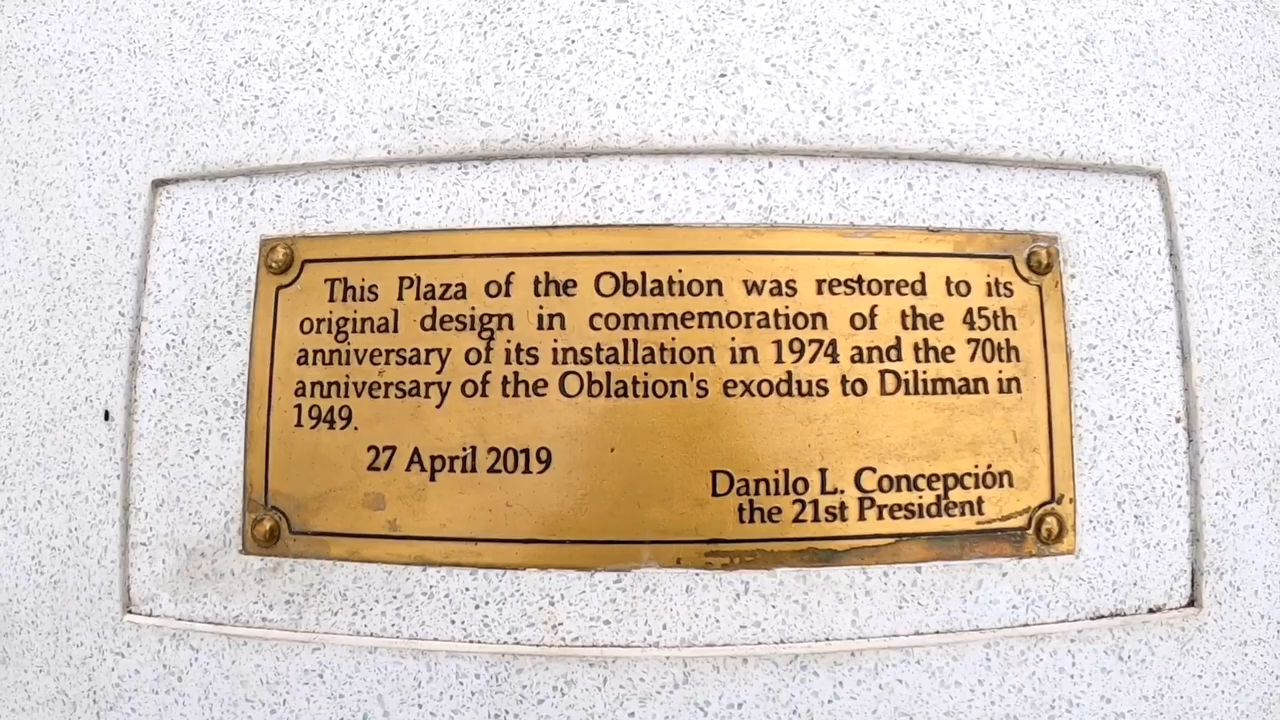 This Plaza of the Oblation was restored to its
original design in commemoration of the 45th
anniversary of its installation in 1974 and the 70th
anniversary of the Oblation's exodus to Diliman in
1949.
27 April 2019
Danilo L. Concepción
the 21st President